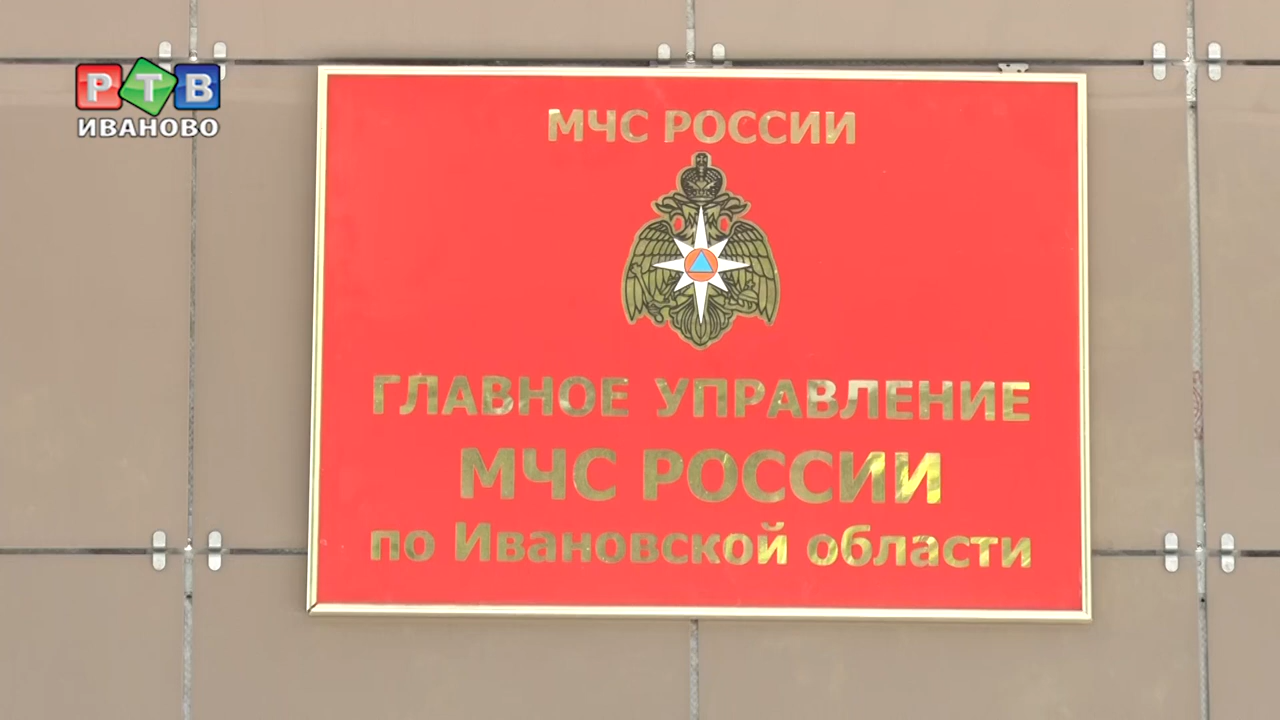 РТВ
ИВАНОВО
МЧС РОССИИ
ГЛАВНОЕ УПРАВЛЕНИЕ
МЧС РОССИИ
по Ивановской области